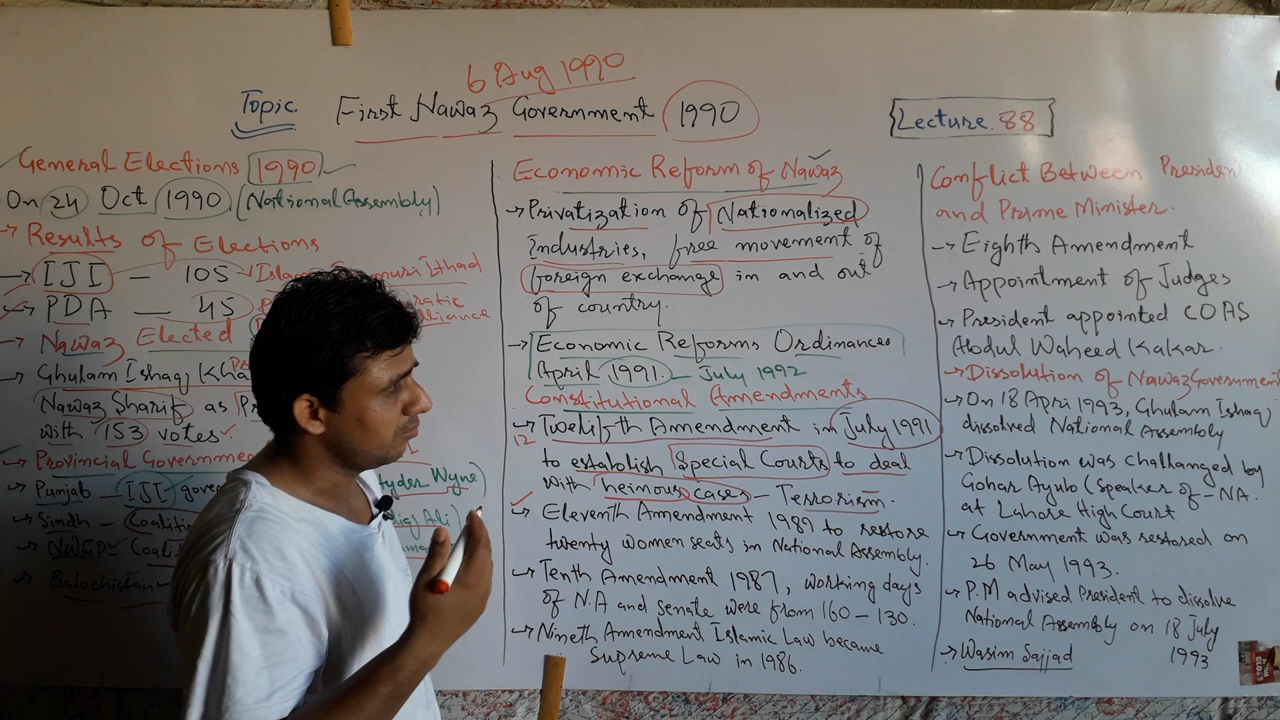 6 Aug 1990
Topic First Nawaz Government 1990
Lecture. 88
General Elections 1990
On 24 Oct 1990 (National Assembly)
→ Results of Elections
→ IJI — 105
→ PDA — 45
→ Nawaz Elected
→ Ghulam Ishaq
Nawaz Sharif as
with 153 votes
Provincial
Punjab — IJI
Sindh —
NWFP
Balochistan
Economic Reform of Nawaz
→ Privatization of Nationalized
industries, free movement of
foreign exchange in and out
of country.
→ Economic Reforms Ordinances
April 1991 — July 1992
Constitutional Amendments
→ Twelfth Amendment in July 1991
12
to establish Special Courts to deal
with heinous cases — Terrorism.
→ Eleventh Amendment 1989 to restore
twenty women seats in National Assembly.
→ Tenth Amendment 1987, working days
of N.A and senate were from 160-130.
→ Nineth Amendment Islamic Law became
Supreme Law in 1986.
Conflict Between
and Prime Minister.
→ Eighth Amendment
→ Appointment of Judges
→ President appointed COAS
Abdul Waheed Kakar.
→ Dissolution of Nawaz Government
→ On 18 April 1993, Ghulam Ishaq
dissolved National Assembly
→ Dissolution was challanged by
Gohar Ayub (Speaker of - NA.
at Lahore High Court
→ Government was restored on
26 May 1993.
→ P.M advised President to dissolve
National Assembly on 18 July
1993
→ Wasim Sajjad